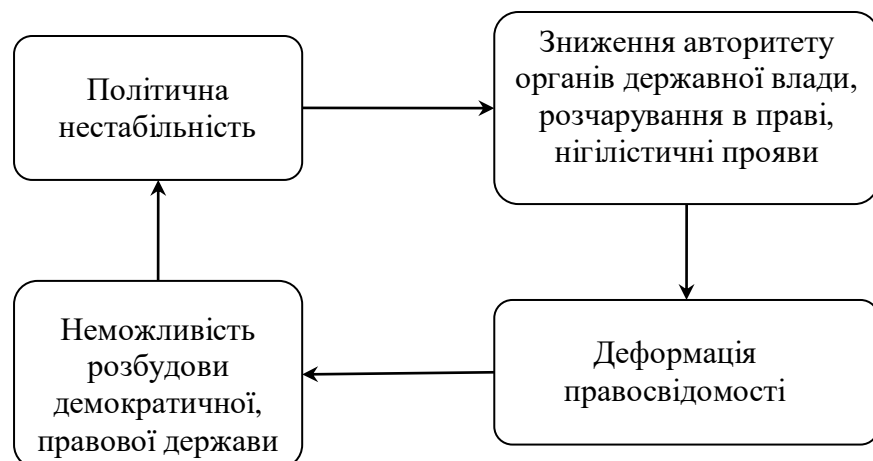 Політична
нестабільність
Зниження авторитету
органів державної влади,
розчарування в праві,
нігілістичні прояви
Неможливість
розбудови
демократичної,
правової держави
Деформація
правосвідомості